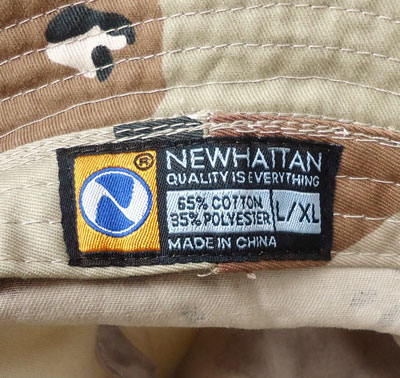 ®
NEWHATTAN
QUALITY IS EVERYTHING
65% COTTON
35% POLYESTER
L/XL
MADE IN CHINA